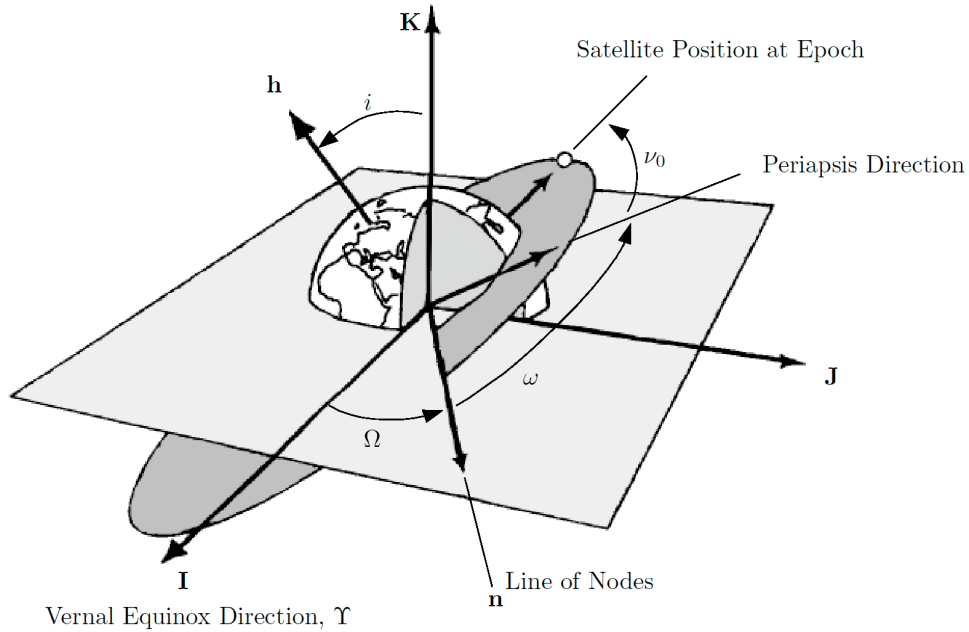 K
Satellite Position at Epoch
h
i
ν₀
Periapsis Direction
J
ω
Ω
Line of Nodes
I
n
Vernal Equinox Direction, ϒ